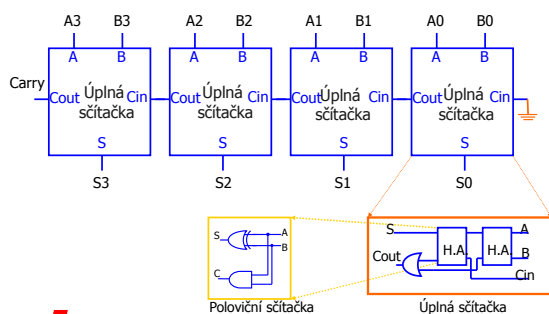 A3 B3 A2 B2 A1 B1 A0 B0
A B A B A B A B
Carry
Cout Úplná sčítačka Cin
Cout Úplná sčítačka Cin
Cout Úplná sčítačka Cin
Cout Úplná sčítačka Cin
S S S S
S3 S2 S1 S0
S A
B
C
Poloviční sčítačka
S H.A. H.A. A
Cout B
Cin
Úplná sčítačka